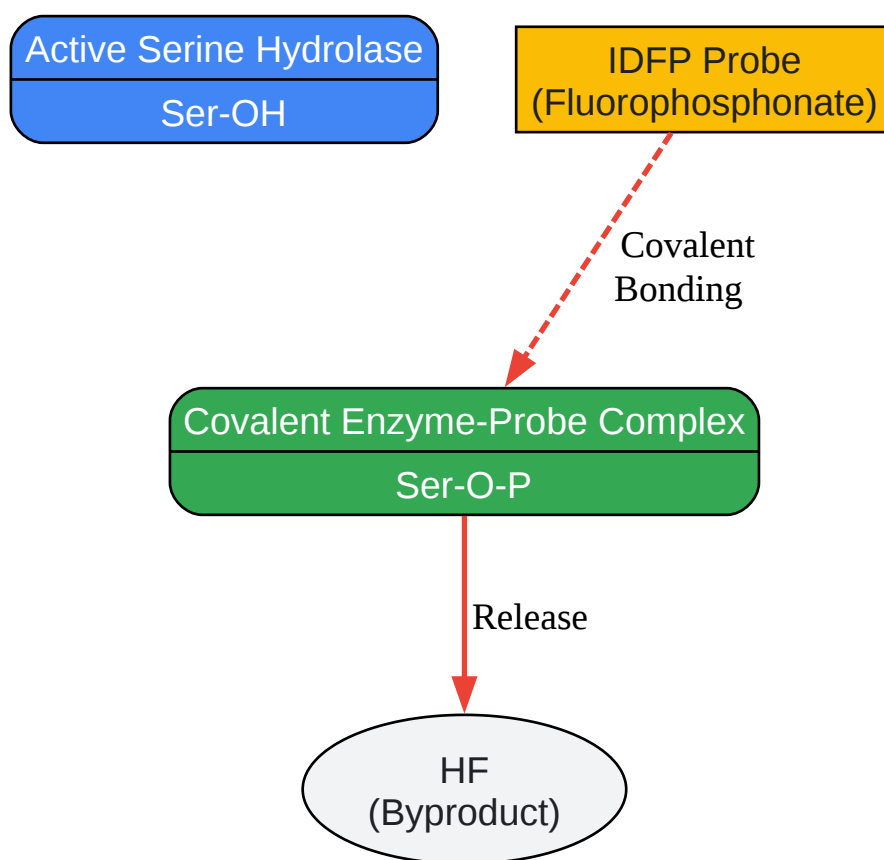 Active Serine Hydrolase
Ser-OH
IDFP Probe
(Fluorophosphonate)
Covalent
Bonding
Covalent Enzyme-Probe Complex
Ser-O-P
Release
HF
(Byproduct)